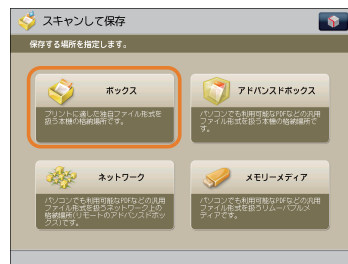 スキャンして保存
保存する場所を指定します。
ボックス
プリントに適した独自ファイル形式を
扱う本機の格納場所です。
アドバンスドボックス
パソコンでも利用可能なPDFなどの汎用
ファイル形式を扱う本機の格納場所で
す。
ネットワーク
パソコンでも利用可能なPDFなどの汎用
ファイル形式を扱うネットワーク上の
格納場所(リモートのアドバンスドボッ
クス)です。
メモリーメディア
パソコンでも利用可能なPDFなどの汎用
ファイル形式を扱うリムーバブルメ
ディアです。